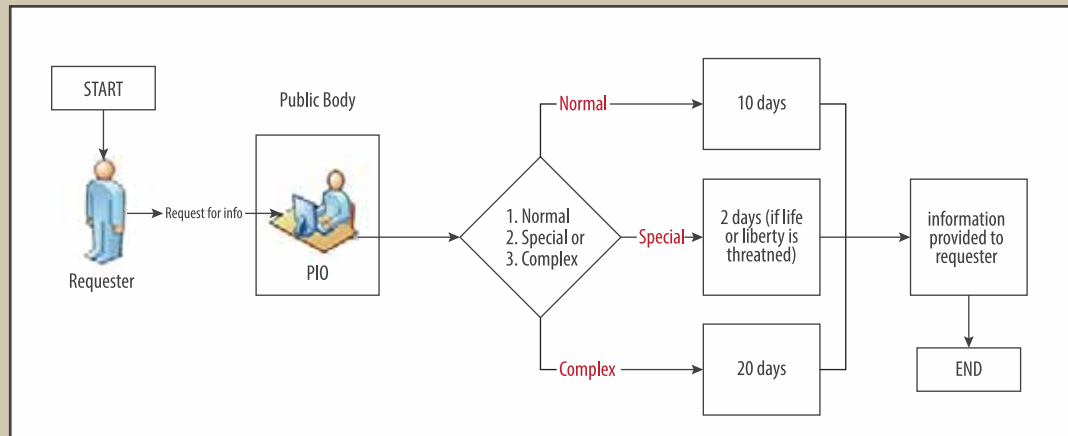 START
Requester
Request for info
Public Body
PIO
1. Normal
2. Special or
3. Complex
Normal
10 days
Special
2 days (if life
or liberty is
threatned)
Complex
20 days
information
provided to
requester
END